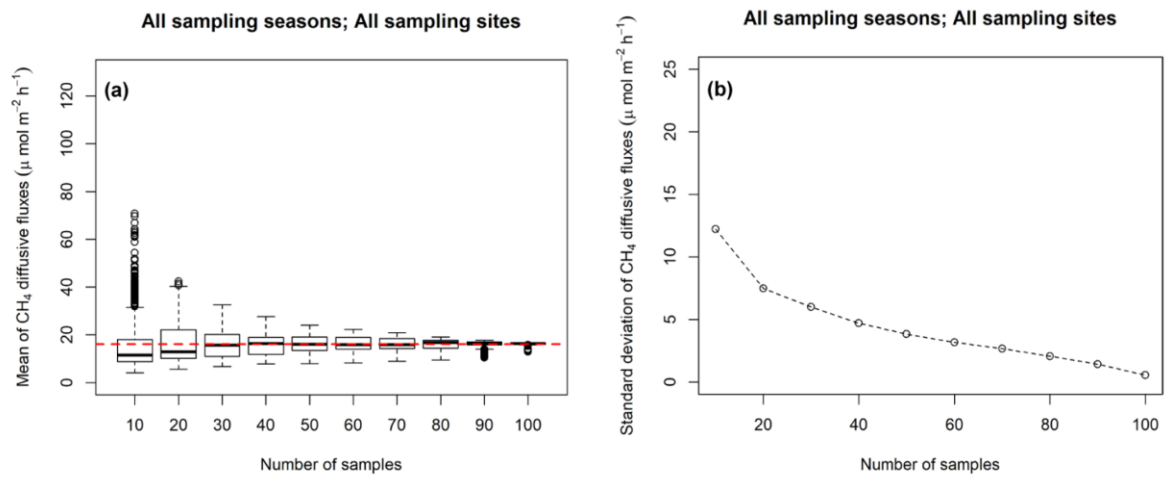 All sampling seasons; All sampling sites
(a)
Mean of CH₄ diffusive fluxes (μ mol m⁻² h⁻¹)
120
100
80
60
40
20
0
10 20 30 40 50 60 70 80 90 100
Number of samples
All sampling seasons; All sampling sites
(b)
Standard deviation of CH₄ diffusive fluxes (μ mol m⁻² h⁻¹)
25
20
15
10
5
0
20 40 60 80 100
Number of samples